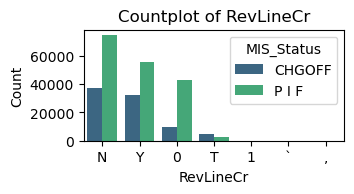 Countplot of RevLineCr
MIS_Status
CHGOFF
P I F
Count
60000
40000
20000
0
N Y 0 T 1 ` ,
RevLineCr